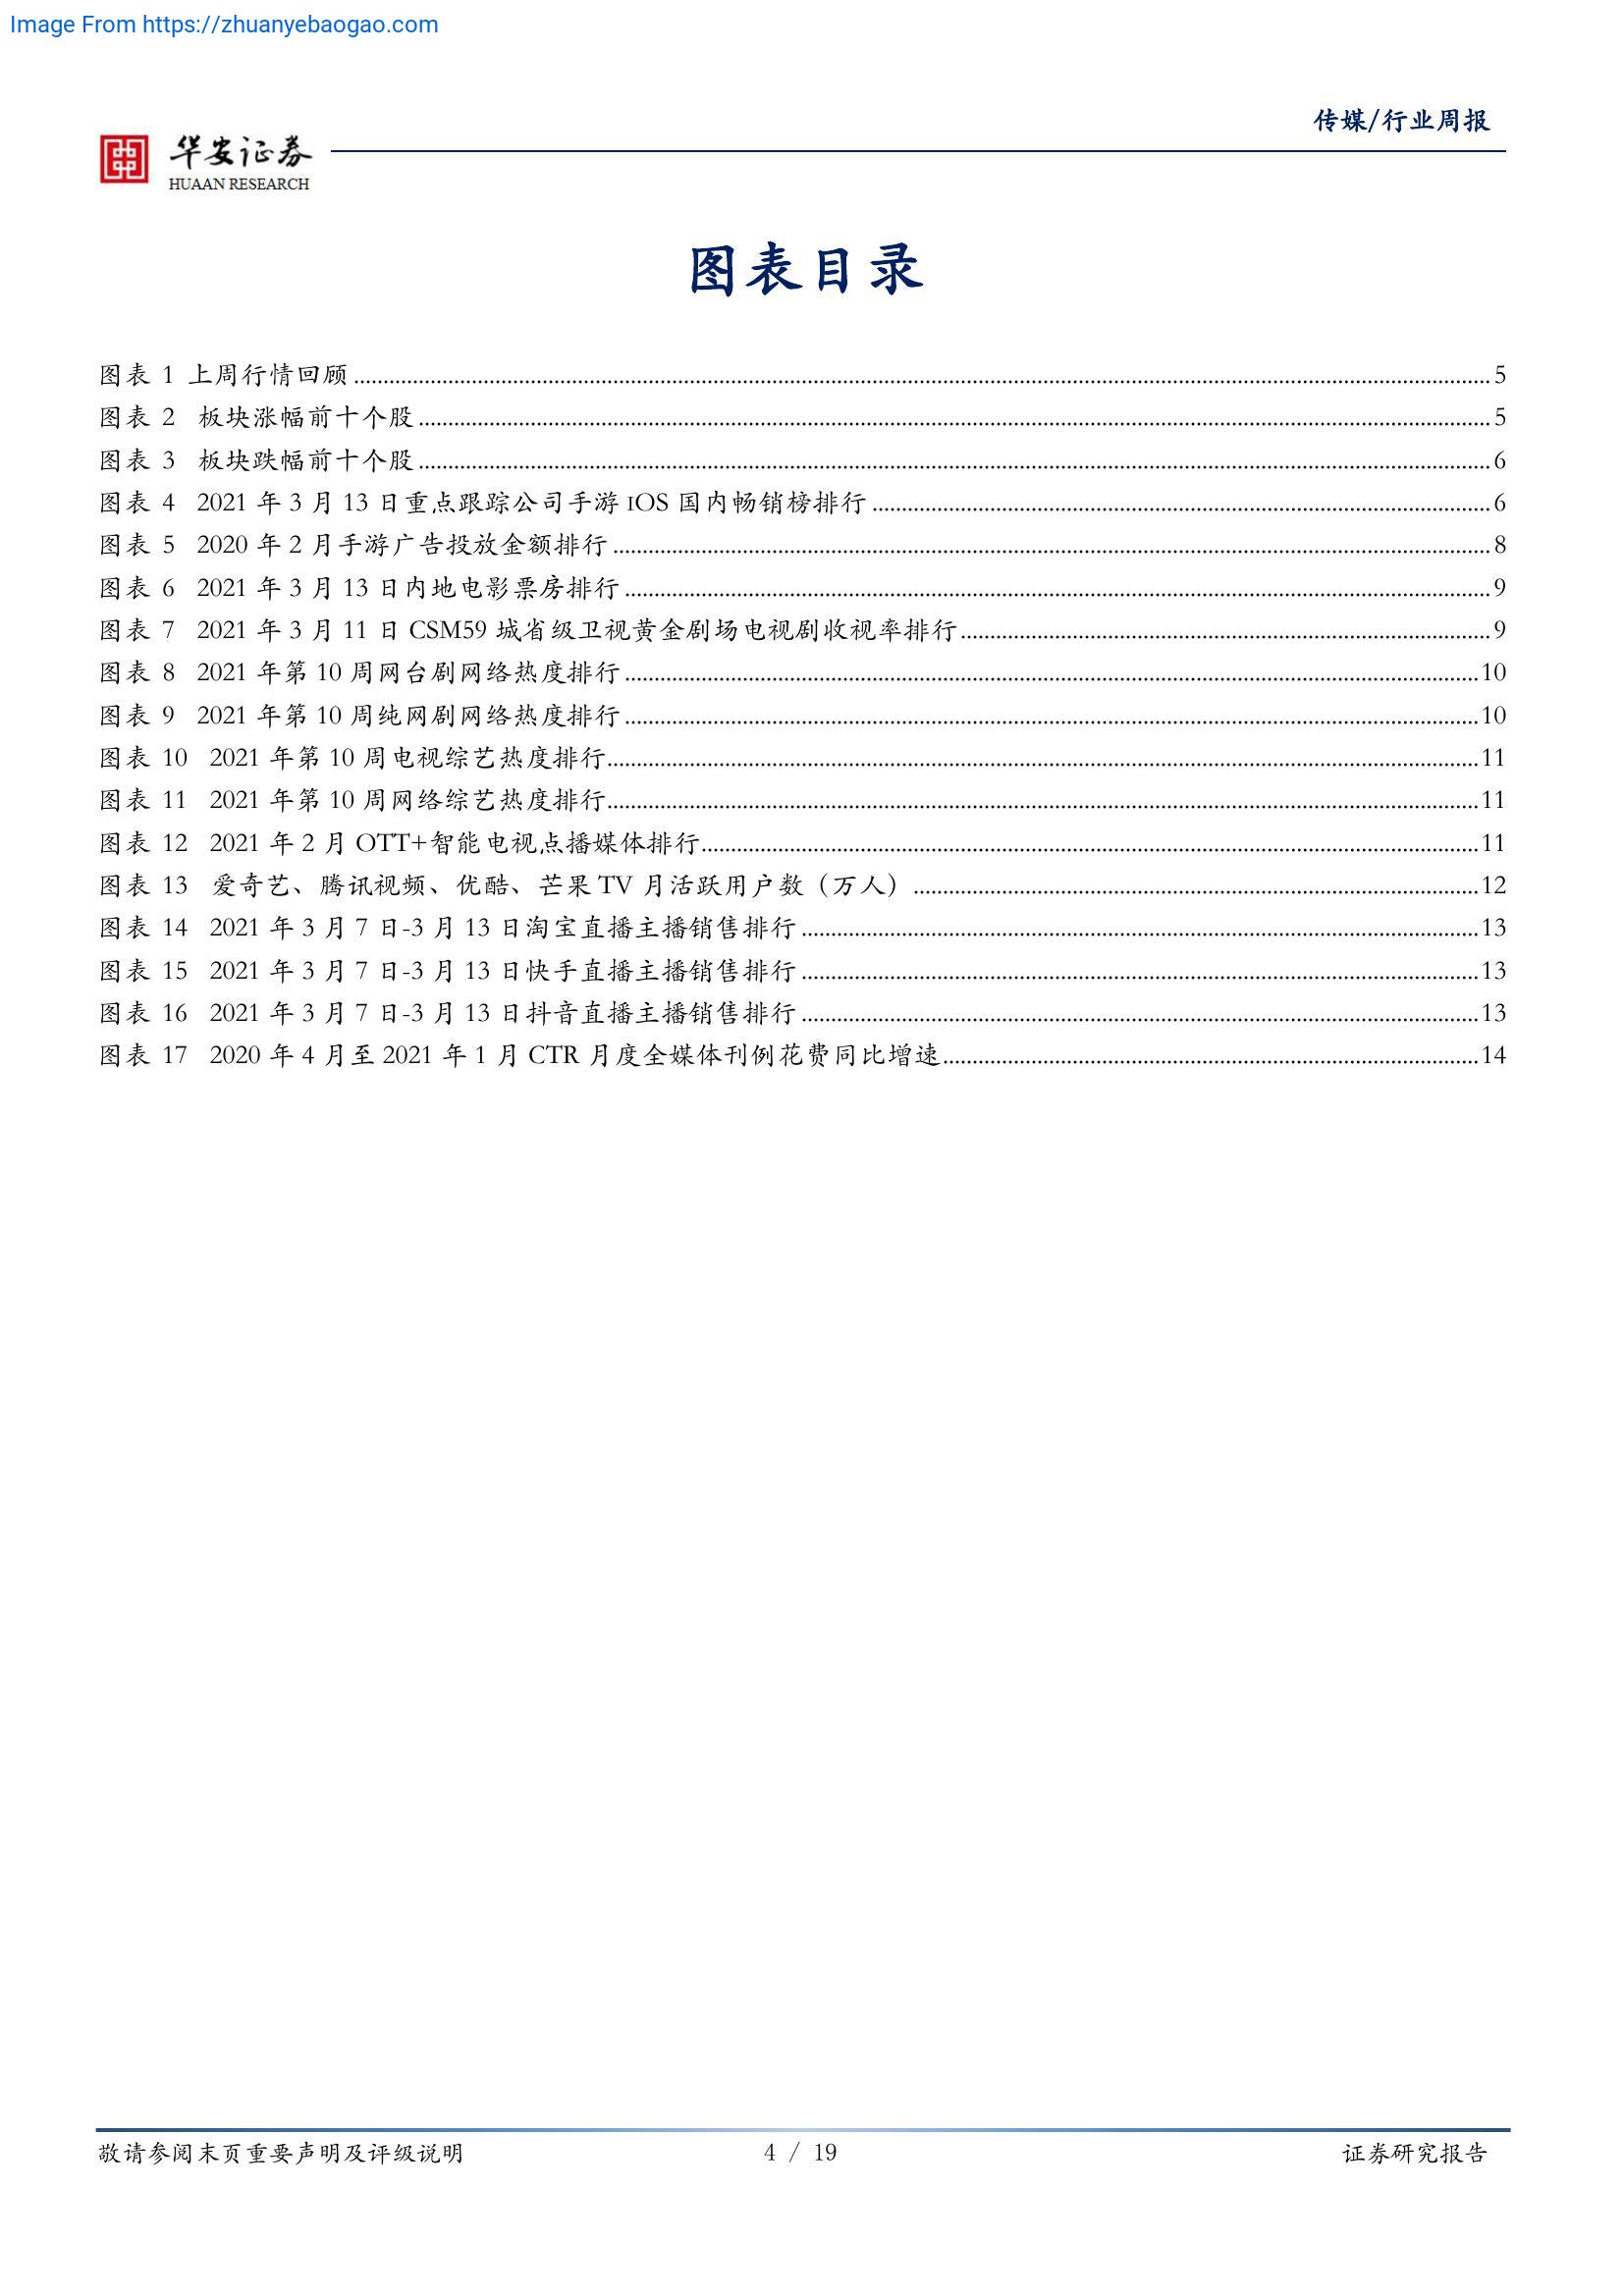 Image From https://zhuanyebaogao.com
传媒/行业周报
华安证券
HUAAN RESEARCH
图表目录
图表 1 上周行情回顾 5
图表 2 板块涨幅前十个股 5
图表 3 板块跌幅前十个股 6
图表 4 2021 年 3 月 13 日重点跟踪公司手游 IOS 国内畅销榜排行 6
图表 5 2020 年 2 月手游广告投放金额排行 8
图表 6 2021 年 3 月 13 日内地电影票房排行 9
图表 7 2021 年 3 月 11 日 CSM59 城省级卫视黄金剧场电视剧收视率排行 9
图表 8 2021 年第 10 周网台剧网络热度排行 10
图表 9 2021 年第 10 周纯网剧网络热度排行 10
图表 10 2021 年第 10 周电视综艺热度排行 11
图表 11 2021 年第 10 周网络综艺热度排行 11
图表 12 2021 年 2 月 OTT+智能电视点播媒体排行 11
图表 13 爱奇艺、腾讯视频、优酷、芒果 TV 月活跃用户数（万人） 12
图表 14 2021 年 3 月 7 日-3 月 13 日淘宝直播主播销售排行 13
图表 15 2021 年 3 月 7 日-3 月 13 日快手直播主播销售排行 13
图表 16 2021 年 3 月 7 日-3 月 13 日抖音直播主播销售排行 13
图表 17 2020 年 4 月至 2021 年 1 月 CTR 月度全媒体刊例花费同比增速 14
敬请参阅末页重要声明及评级说明 4 / 19 证券研究报告